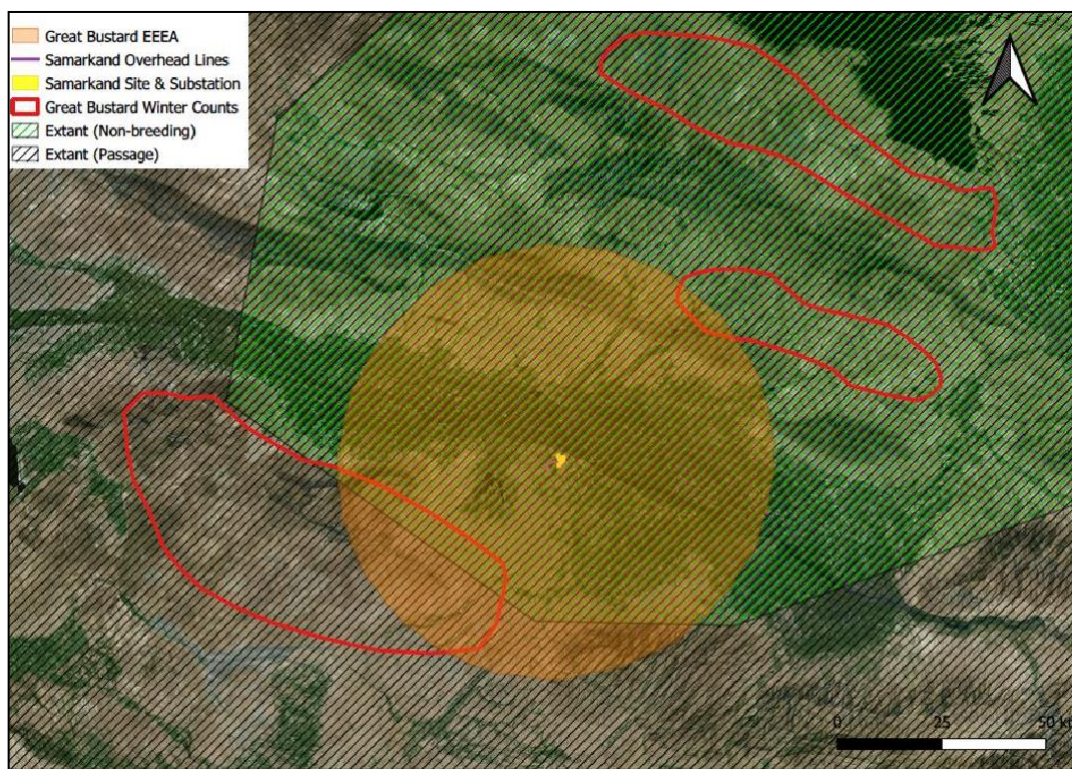 Great Bustard EEEA
Samarkand Overhead Lines
Samarkand Site & Substation
Great Bustard Winter Counts
Extant (Non-breeding)
Extant (Passage)
0 25 50